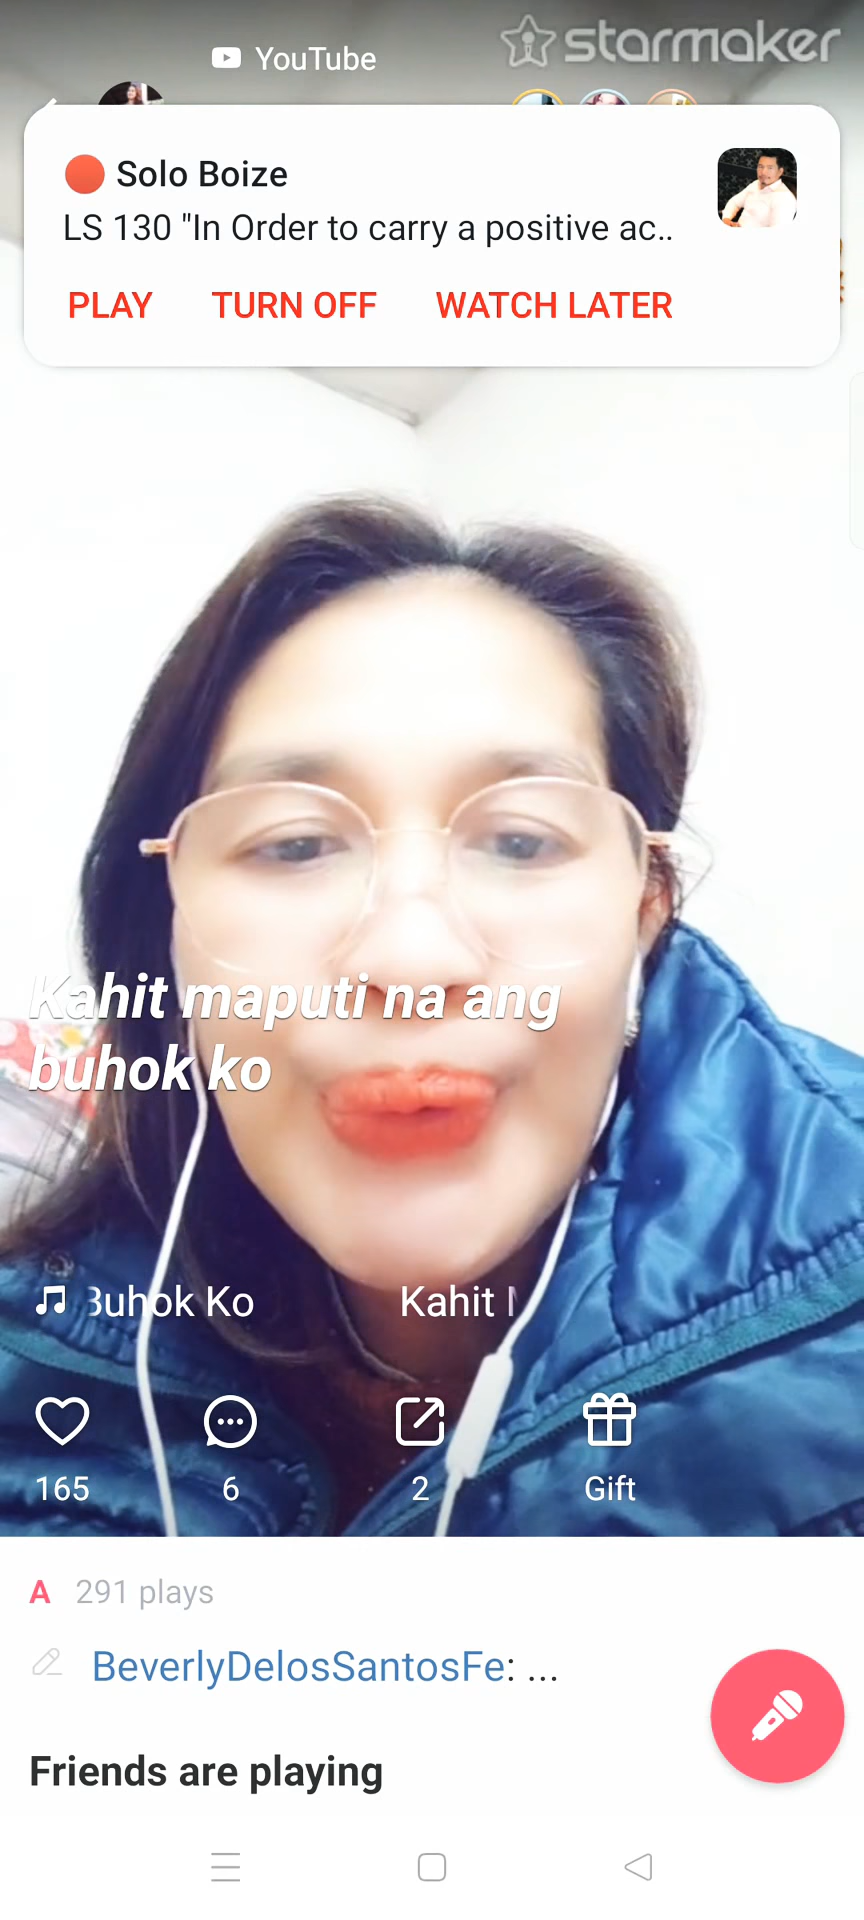 YouTube
starmaker
Solo Boize
LS 130 "In Order to carry a positive ac..
PLAY TURN OFF WATCH LATER
Kahit maputi na ang
buhok ko
Buhok Ko Kahit
165 6 2 Gift
A 291 plays
BeverlyDelosSantosFe: ...
Friends are playing